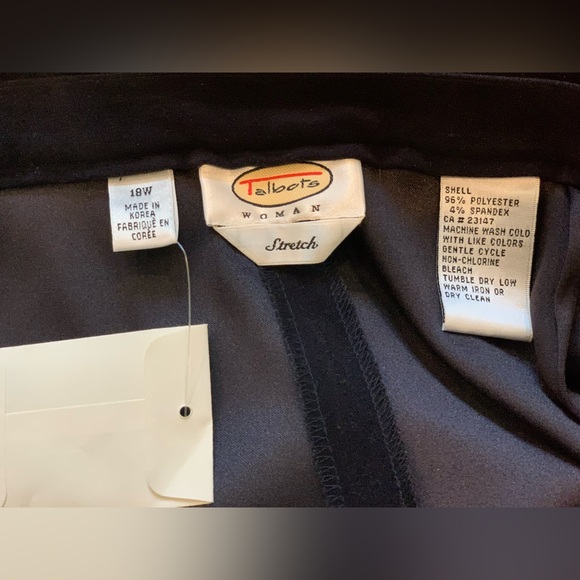 18W
MADE IN
KOREA
FABRIQUÉ EN
CORÉE
Talbots
WOMAN
Stretch
SHELL
96% POLYESTER
4% SPANDEX
CA # 23147
MACHINE WASH COLD
WITH LIKE COLORS
GENTLE CYCLE
NON-CHLORINE
BLEACH
TUMBLE DRY LOW
WARM IRON OR
DRY CLEAN